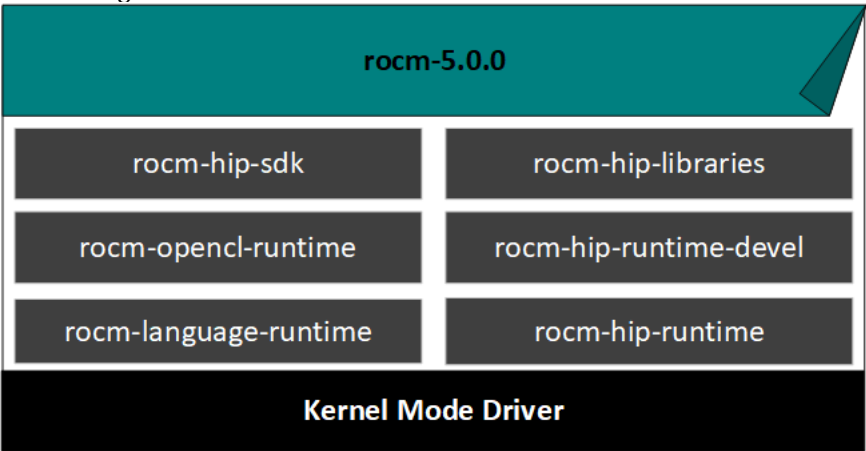 rocm-5.0.0
rocm-hip-sdk
rocm-hip-libraries
rocm-opencl-runtime
rocm-hip-runtime-devel
rocm-language-runtime
rocm-hip-runtime
Kernel Mode Driver